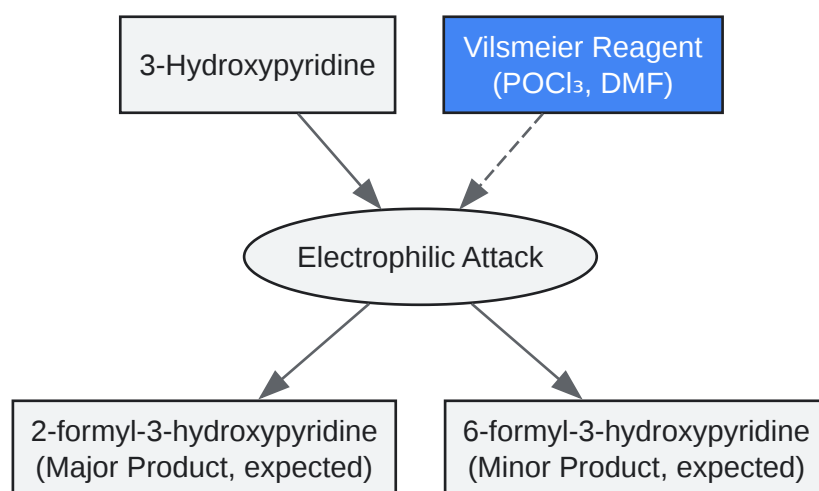 3-Hydroxypyridine
Vilsmeier Reagent
(POCl₃, DMF)
Electrophilic Attack
2-formyl-3-hydroxypyridine
(Major Product, expected)
6-formyl-3-hydroxypyridine
(Minor Product, expected)